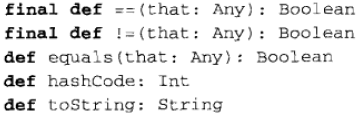 final def ==(that: Any): Boolean
final def !=(that: Any): Boolean
def equals(that: Any): Boolean
def hashCode: Int
def toString: String